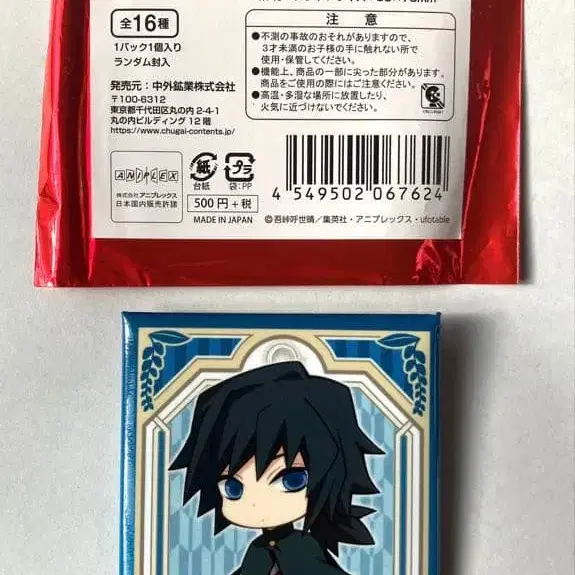 全16種
1パック1個入り
ランダム封入
発売元：中外鉱業株式会社
〒100-6312
東京都千代田区丸の内 2-4-1
丸の内ビルディング 12 階
https://www.chugai-contents.jp/
注 意
●不測の事故のおそれがありますので、
3才未満のお子様の手に触れない所で
使用・保管してください。
●機能上、商品の一部に尖った部分があります。
商品をご使用の際にはご注意ください。
●高温・多湿な場所に放置したり、
火気に近づけないでください。
ANIPLEX
株式会社アニプレックス
日本国内販売許諾
紙
台紙
プラ
袋:PP
500円+税
MADE IN JAPAN
4 549502 067624
©吾峠呼世晴／集英社・アニプレックス・ufotable